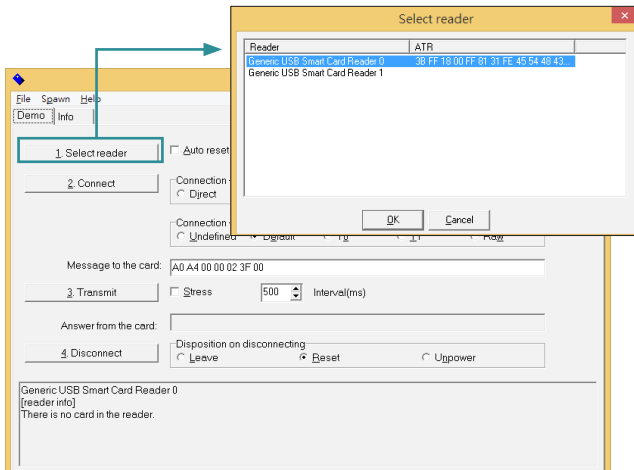 Select reader
Reader ATR
Generic USB Smart Card Reader 0 3B FF 18 00 FF 81 31 FE 45 54 48 43...
Generic USB Smart Card Reader 1
OK Cancel
File Spawn Help
Demo Info
1. Select reader Auto reset
2. Connect Connection
Direct
Connection
Undefined Default T0 T1 Raw
Message to the card: A0 A4 00 00 02 3F 00
3. Transmit Stress 500 Interval(ms)
Answer from the card:
4. Disconnect Disposition on disconnecting
Leave Reset Unpower
Generic USB Smart Card Reader 0
[reader info]
There is no card in the reader.